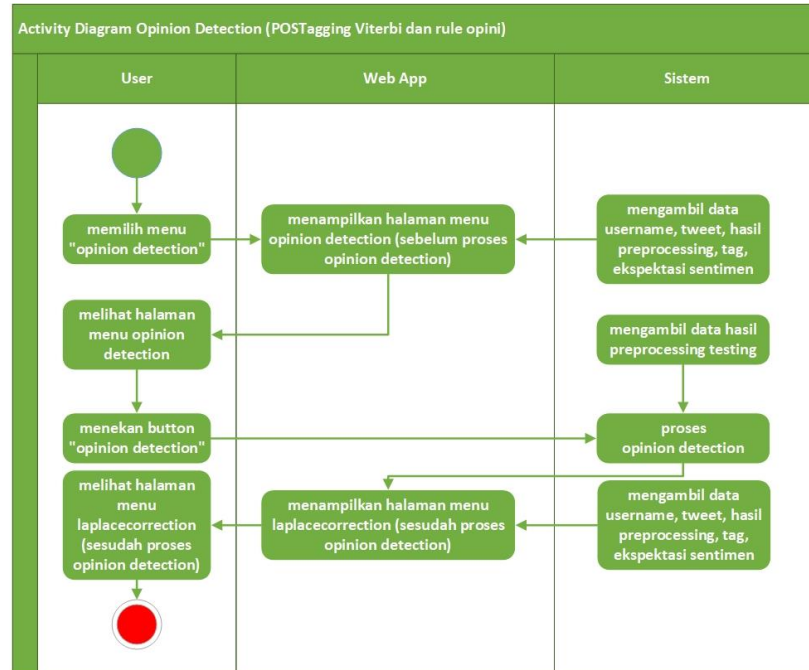 Activity Diagram Opinion Detection (POSTagging Viterbi dan rule opini)
User
Web App
Sistem
memilih menu
"opinion detection"
menampilkan halaman menu
opinion detection (sebelum proses
opinion detection)
mengambil data
username, tweet, hasil
preprocessing, tag,
ekspektasi sentimen
melihat halaman
menu opinion
detection
mengambil data hasil
preprocessing testing
menekan button
"opinion detection"
proses
opinion detection
melihat halaman
menu
laplacecorrection
(sesudah proses
opinion detection)
menampilkan halaman menu
laplacecorrection (sesudah proses
opinion detection)
mengambil data
username, tweet, hasil
preprocessing, tag,
ekspektasi sentimen